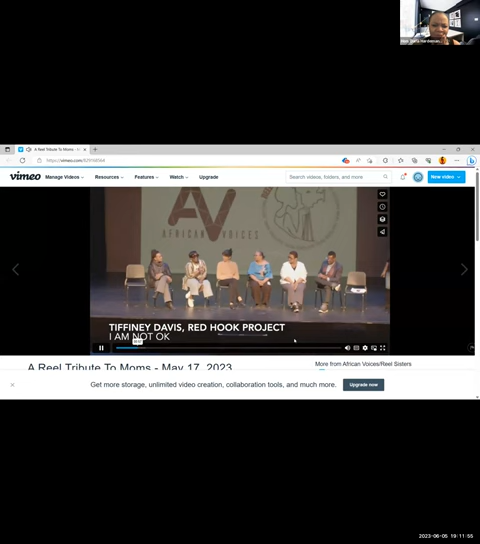 A Reel Tribute To Moms -
https://vimeo.com/
vimeo
Manage Videos
Resources
Features
Watch
Upgrade
Search videos, folders, and more
New video
AV
AFRICAN VOICES
TIFFINEY DAVIS, RED HOOK PROJECT
I AM NOT OK
A Reel Tribute To Moms - May 17, 2023
More from African Voices/Reel Sisters
Get more storage, unlimited video creation, collaboration tools, and much more.
Upgrade now
2023-06-05 19:11:55